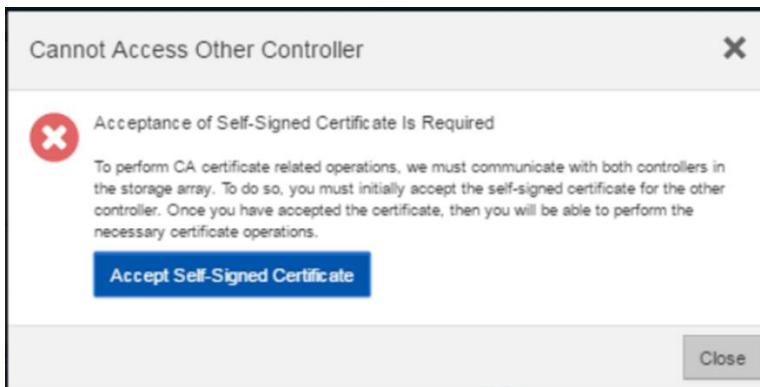 Cannot Access Other Controller
Acceptance of Self-Signed Certificate Is Required
To perform CA certificate related operations, we must communicate with both controllers in
the storage array. To do so, you must initially accept the self-signed certificate for the other
controller. Once you have accepted the certificate, then you will be able to perform the
necessary certificate operations.
Accept Self-Signed Certificate
Close